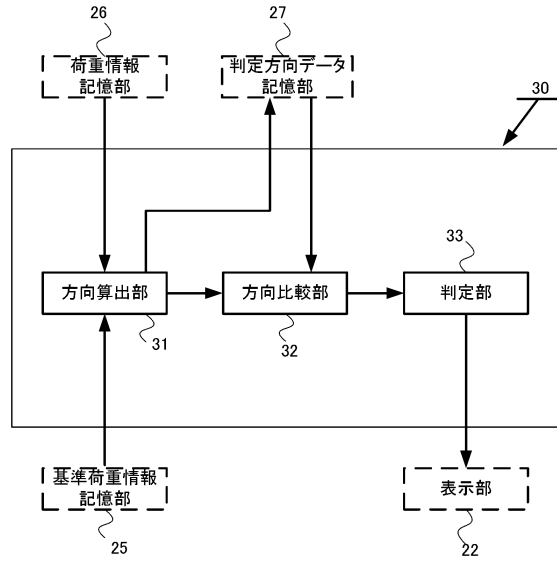 26
27
荷重情報
記憶部
判定方向データ
記憶部
30
33
方向算出部
方向比較部
判定部
31
32
基準荷重情報
記憶部
表示部
25
22